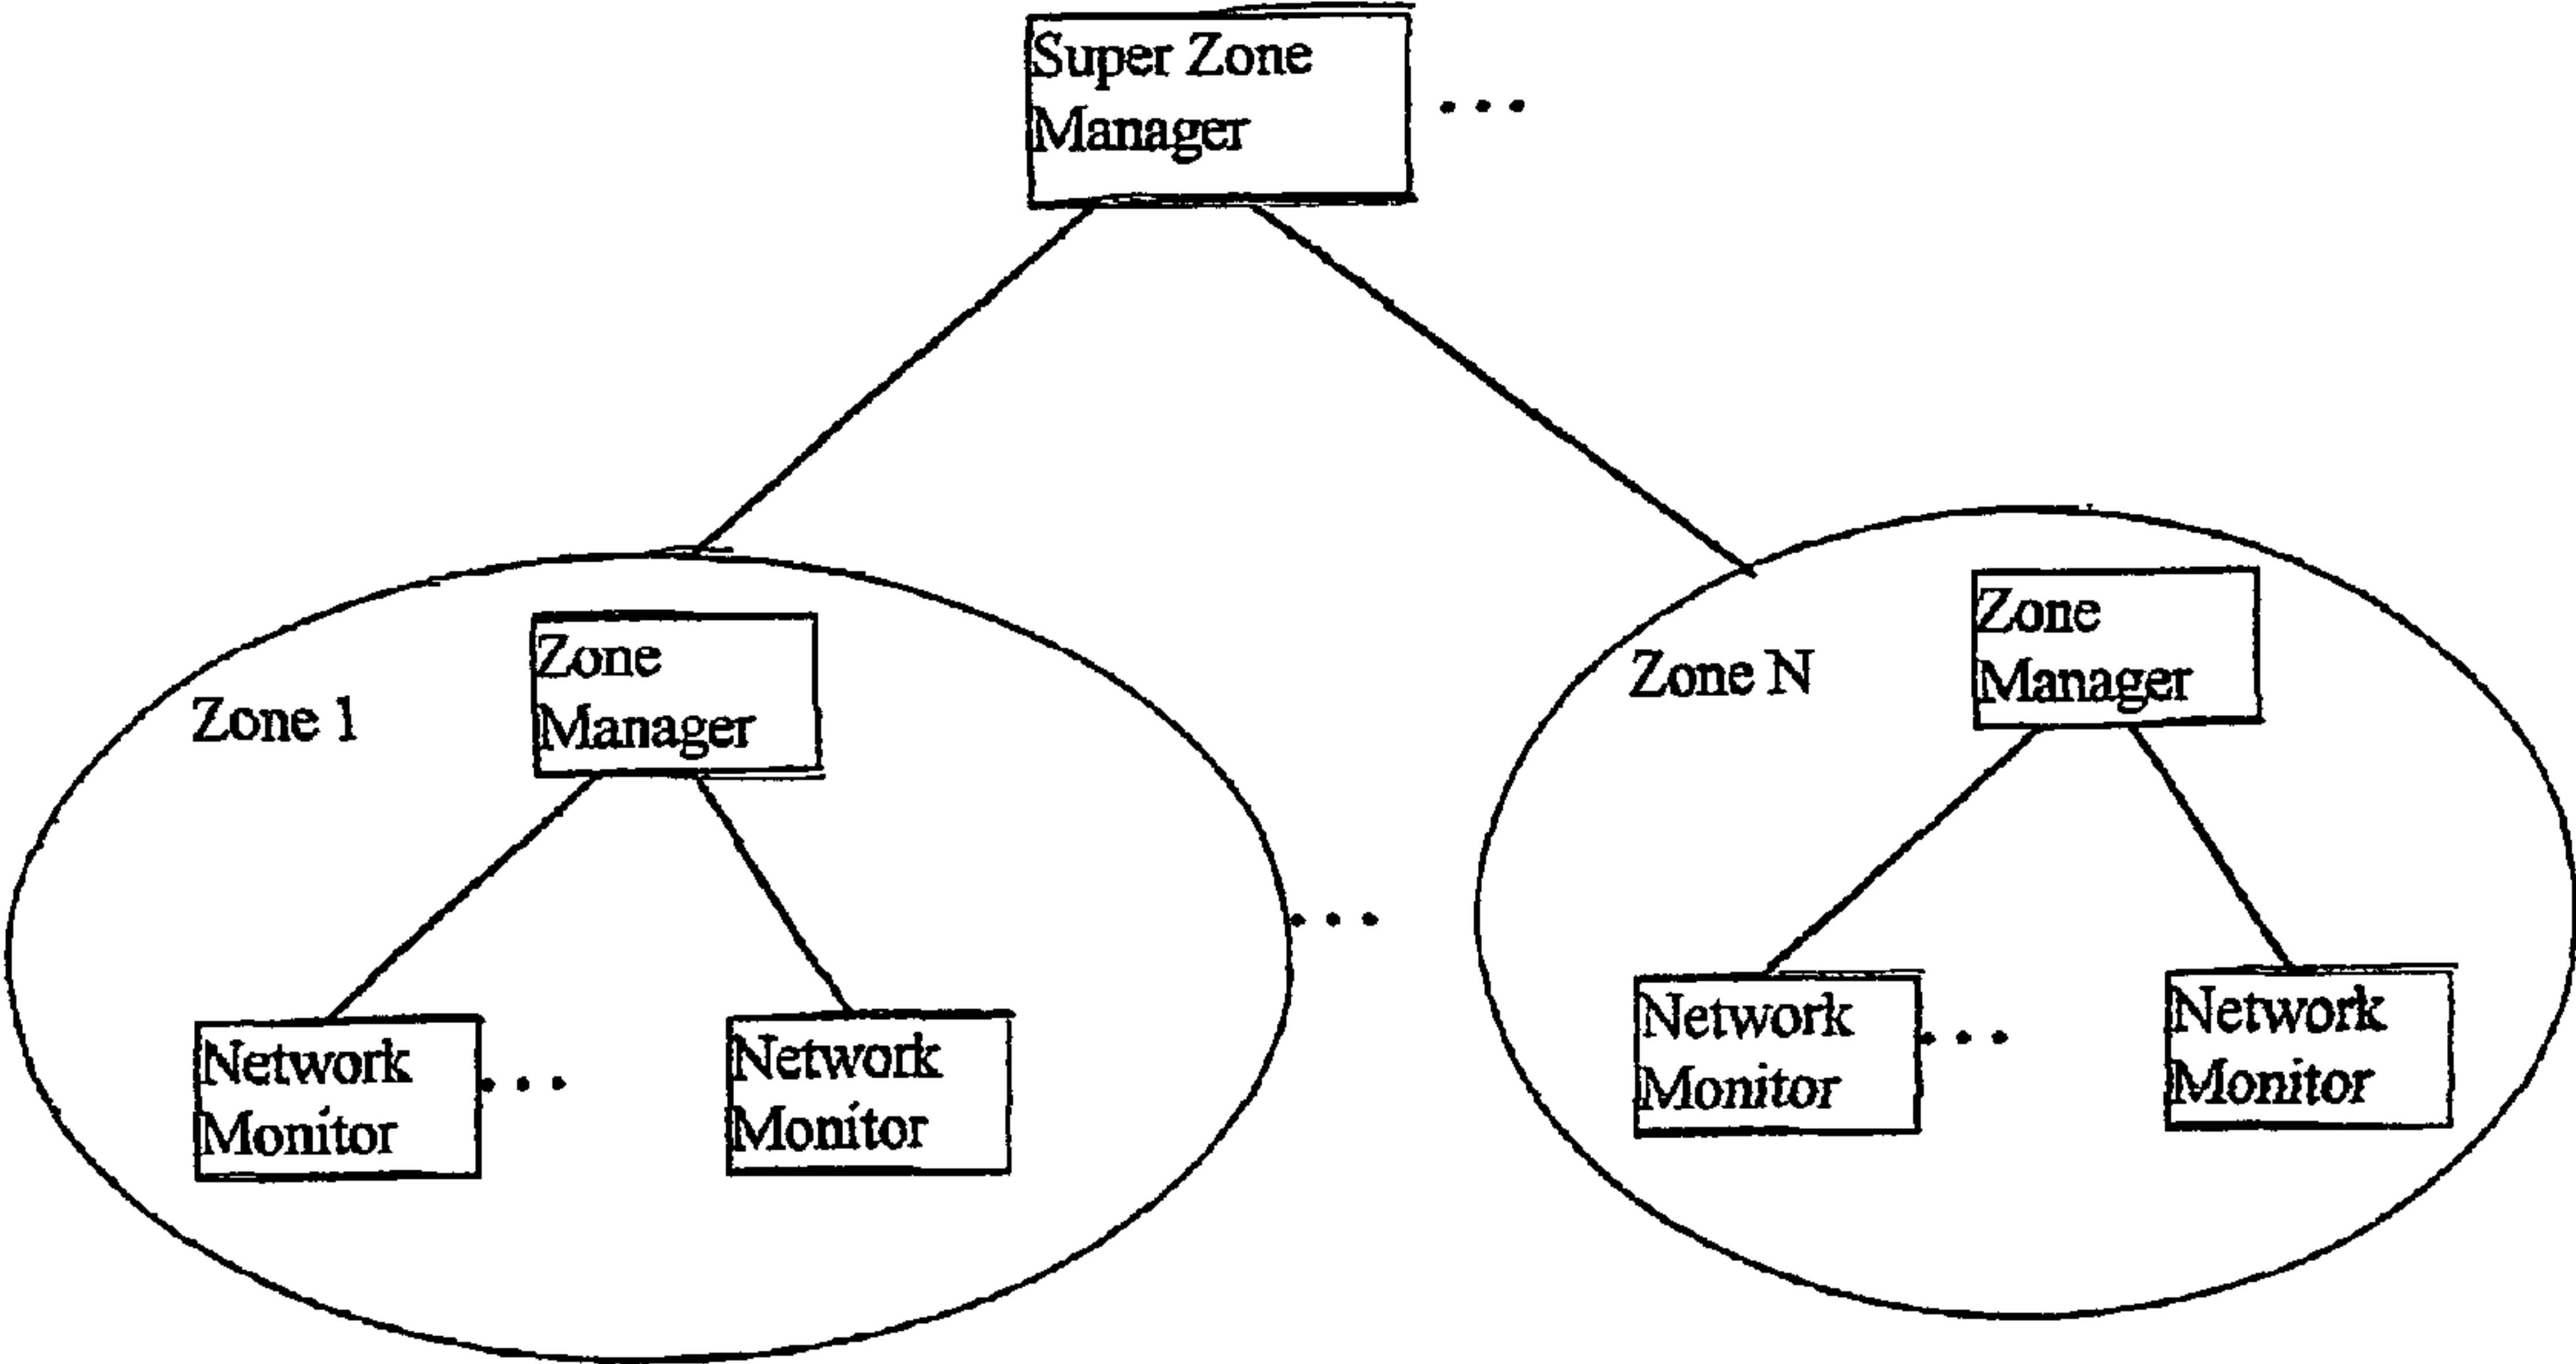 Super Zone
Manager
...
Zone 1
Zone
Manager
Network
Monitor
...
Network
Monitor
...
Zone N
Zone
Manager
Network
Monitor
...
Network
Monitor